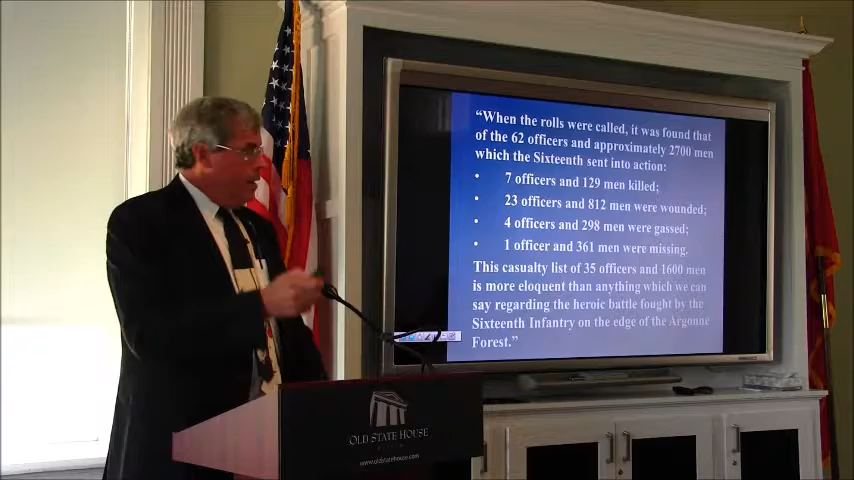 “When the rolls were called, it was found that
of the 62 officers and approximately 2700 men
which the Sixteenth sent into action:
• 7 officers and 129 men killed;
• 23 officers and 812 men were wounded;
• 4 officers and 298 men were gassed;
• 1 officer and 361 men were missing.
This casualty list of 35 officers and 1600 men
is more eloquent than anything which we can
say regarding the heroic battle fought by the
Sixteenth Infantry on the edge of the Argonne
Forest.”
OLD STATE HOUSE
www.oldstatehouse.com